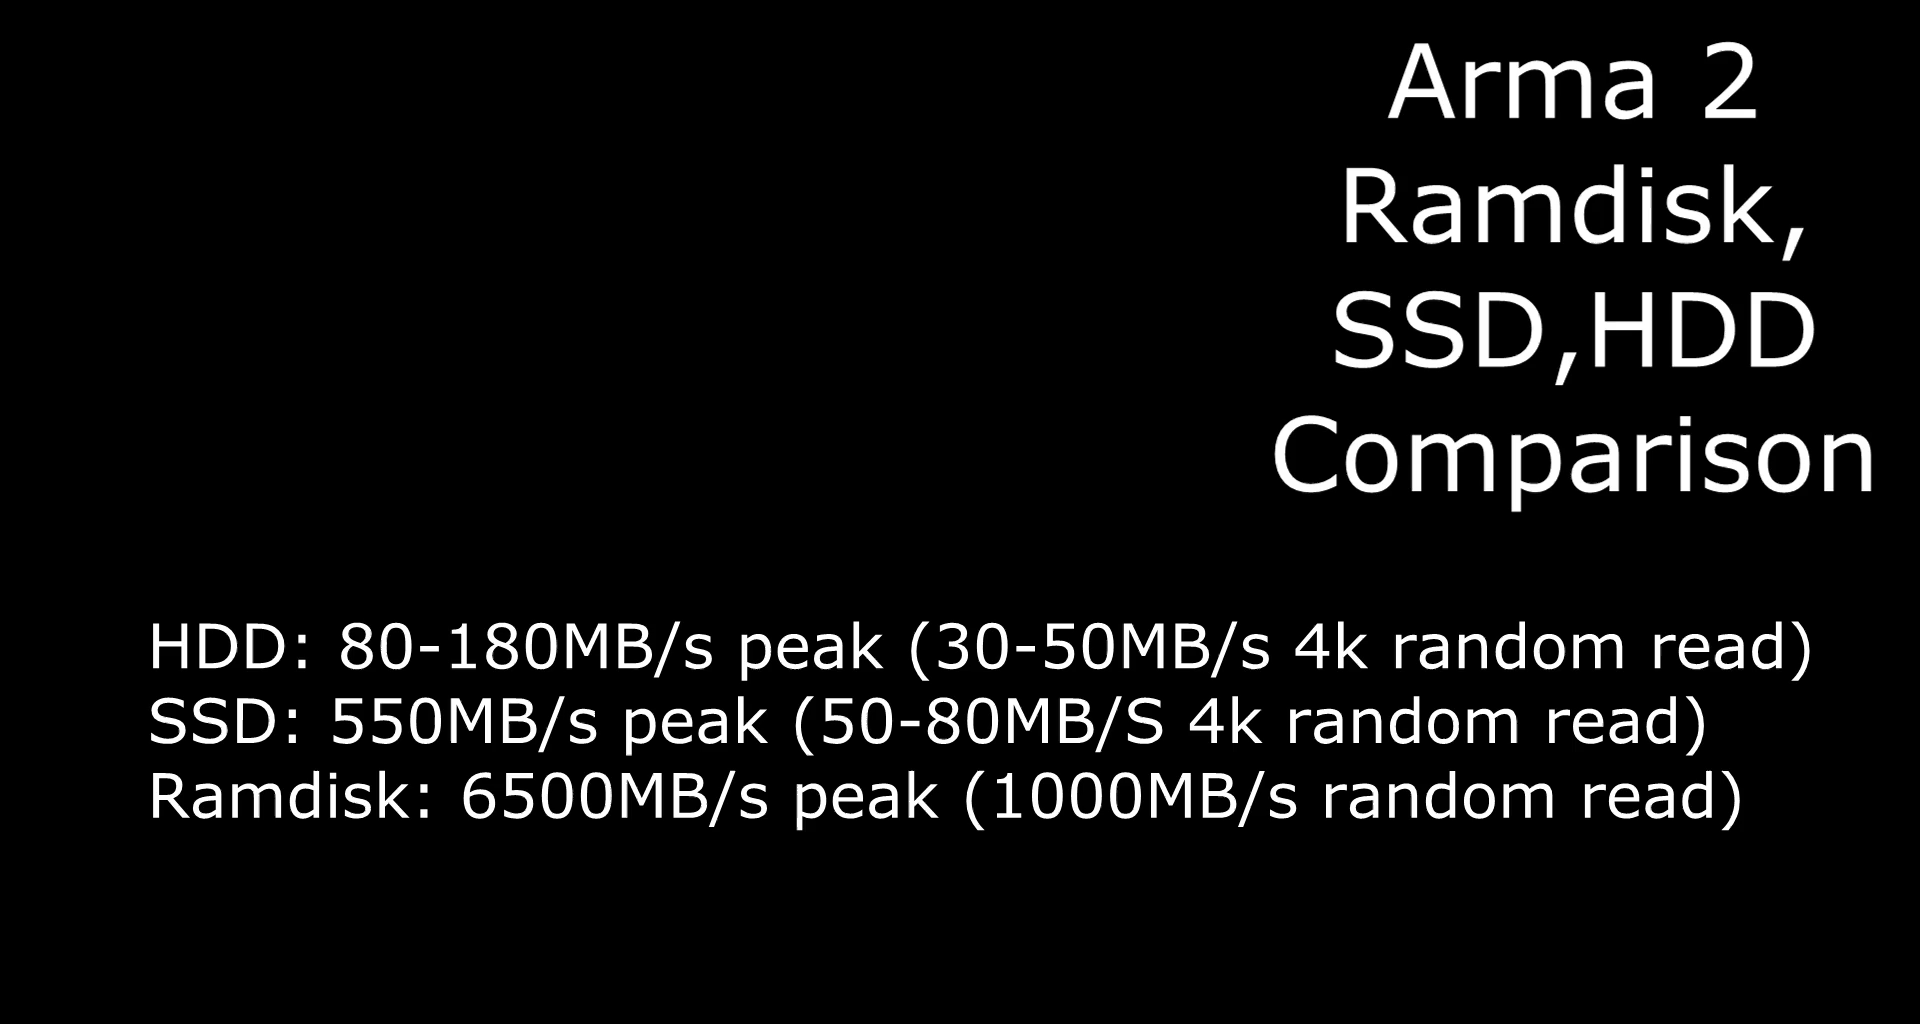 Arma 2
Ramdisk,
SSD,HDD
Comparison
HDD: 80-180MB/s peak (30-50MB/s 4k random read)
SSD: 550MB/s peak (50-80MB/S 4k random read)
Ramdisk: 6500MB/s peak (1000MB/s random read)